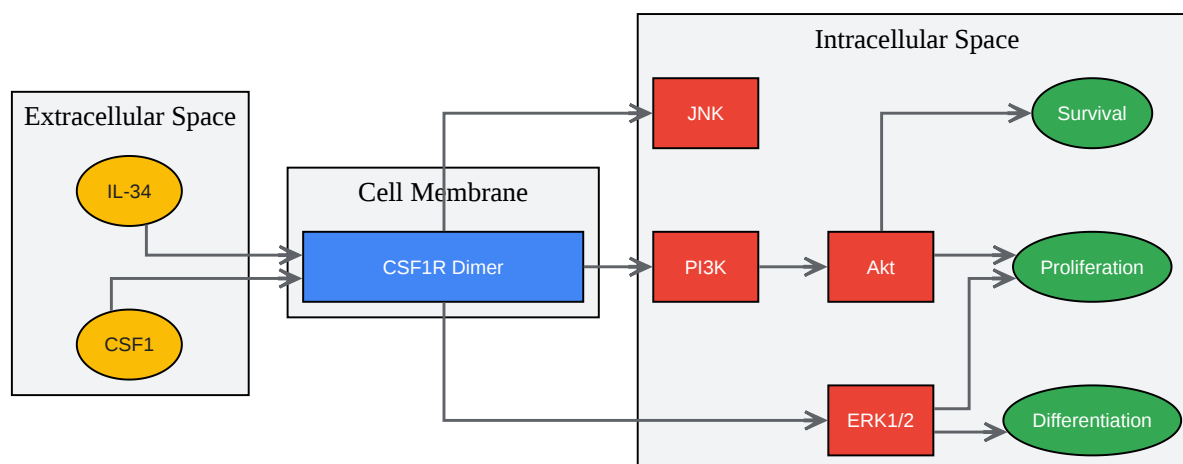 Intracellular Space
Extracellular Space
JNK
Survival
IL-34
Cell Membrane
CSF1R Dimer
PI3K
Akt
Proliferation
CSF1
ERK1/2
Differentiation